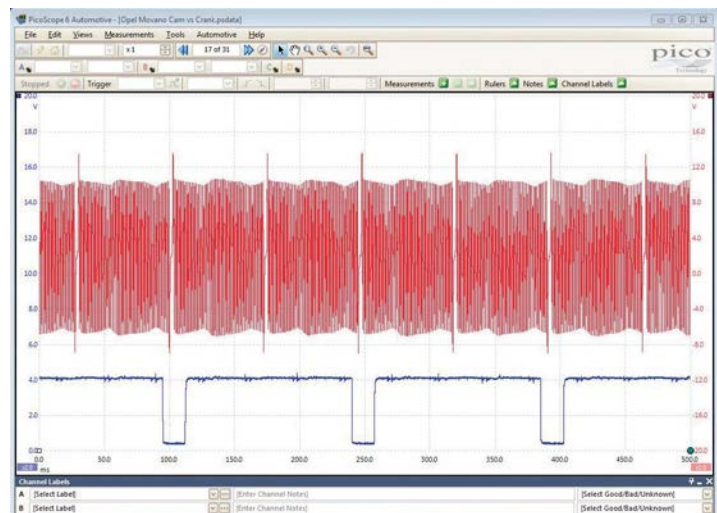 PicoScope 6 Automotive - [Opel Movano Cam vs Crank.psdata]
File Edit Views Measurements Tools Automotive Help
x 1 17 of 31
pico
Technology
A B C D
Stopped Trigger Measurements Rulers Notes Channel Labels
20.0 20.0
V V
18.0 16.0
16.0 12.0
14.0 8.0
12.0 4.0
10.0 0.0
8.0 -4.0
6.0 -8.0
4.0 -12.0
2.0 -16.0
0.0 -20.0
0.0 50.0 100.0 150.0 200.0 250.0 300.0 350.0 400.0 450.0 500.0
ms
Channel Labels
A [Select Label] [Enter Channel Notes] [Select Good/Bad/Unknown]
B [Select Label] [Enter Channel Notes] [Select Good/Bad/Unknown]